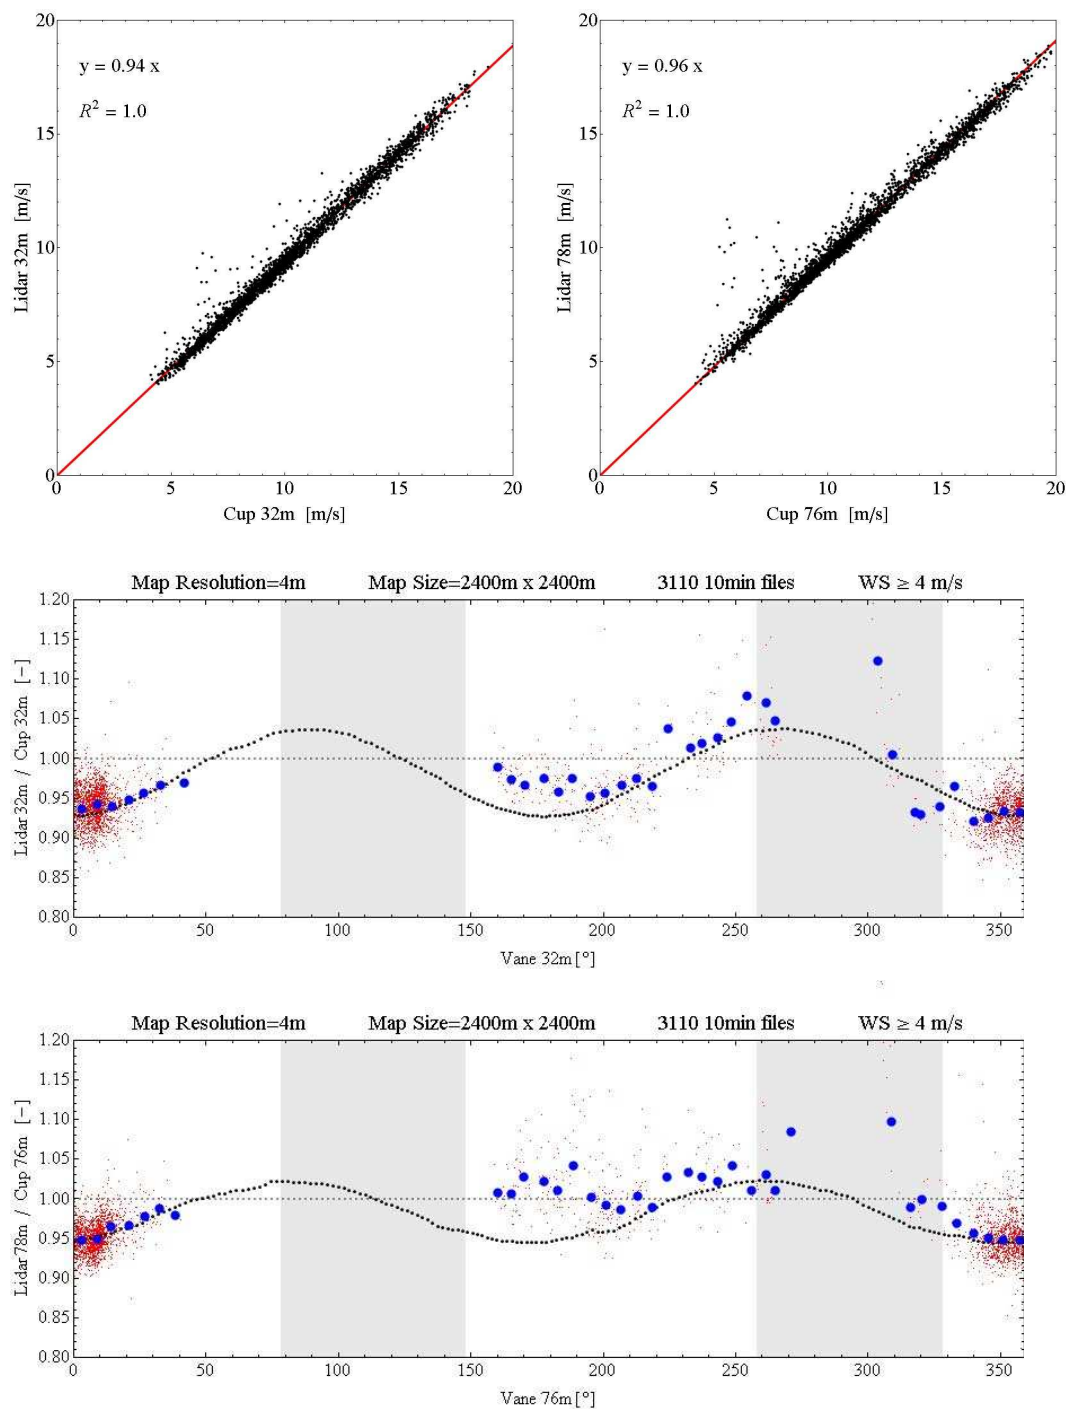 20
15
10
5
0
y = 0.94 x
R² = 1.0
Lidar 32m [m/s]
0 5 10 15 20
Cup 32m [m/s]
20
15
10
5
0
y = 0.96 x
R² = 1.0
Lidar 78m [m/s]
0 5 10 15 20
Cup 76m [m/s]
Map Resolution=4m Map Size=2400m x 2400m 3110 10min files WS ≥ 4 m/s
1.20
1.15
1.10
1.05
1.00
0.95
0.90
0.85
0.80
Lidar 32m / Cup 32m [−]
0 50 100 150 200 250 300 350
Vane 32m[°]
Map Resolution=4m Map Size=2400m x 2400m 3110 10min files WS ≥ 4 m/s
1.20
1.15
1.10
1.05
1.00
0.95
0.90
0.85
0.80
Lidar78m / Cup 76m [−]
0 50 100 150 200 250 300 350
Vane 76m[°]